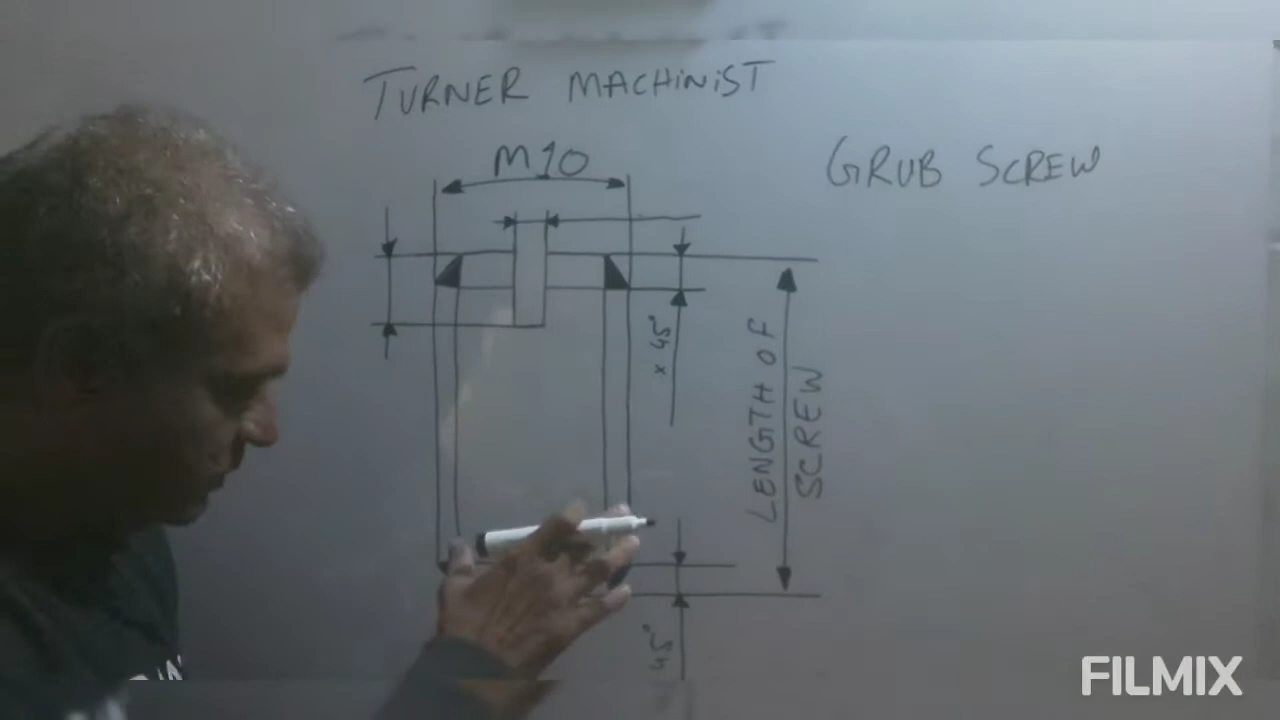 TURNER MACHINIST
M10
GRUB SCREW
× 45°
LENGTH OF
SCREW
45°
FILMIX